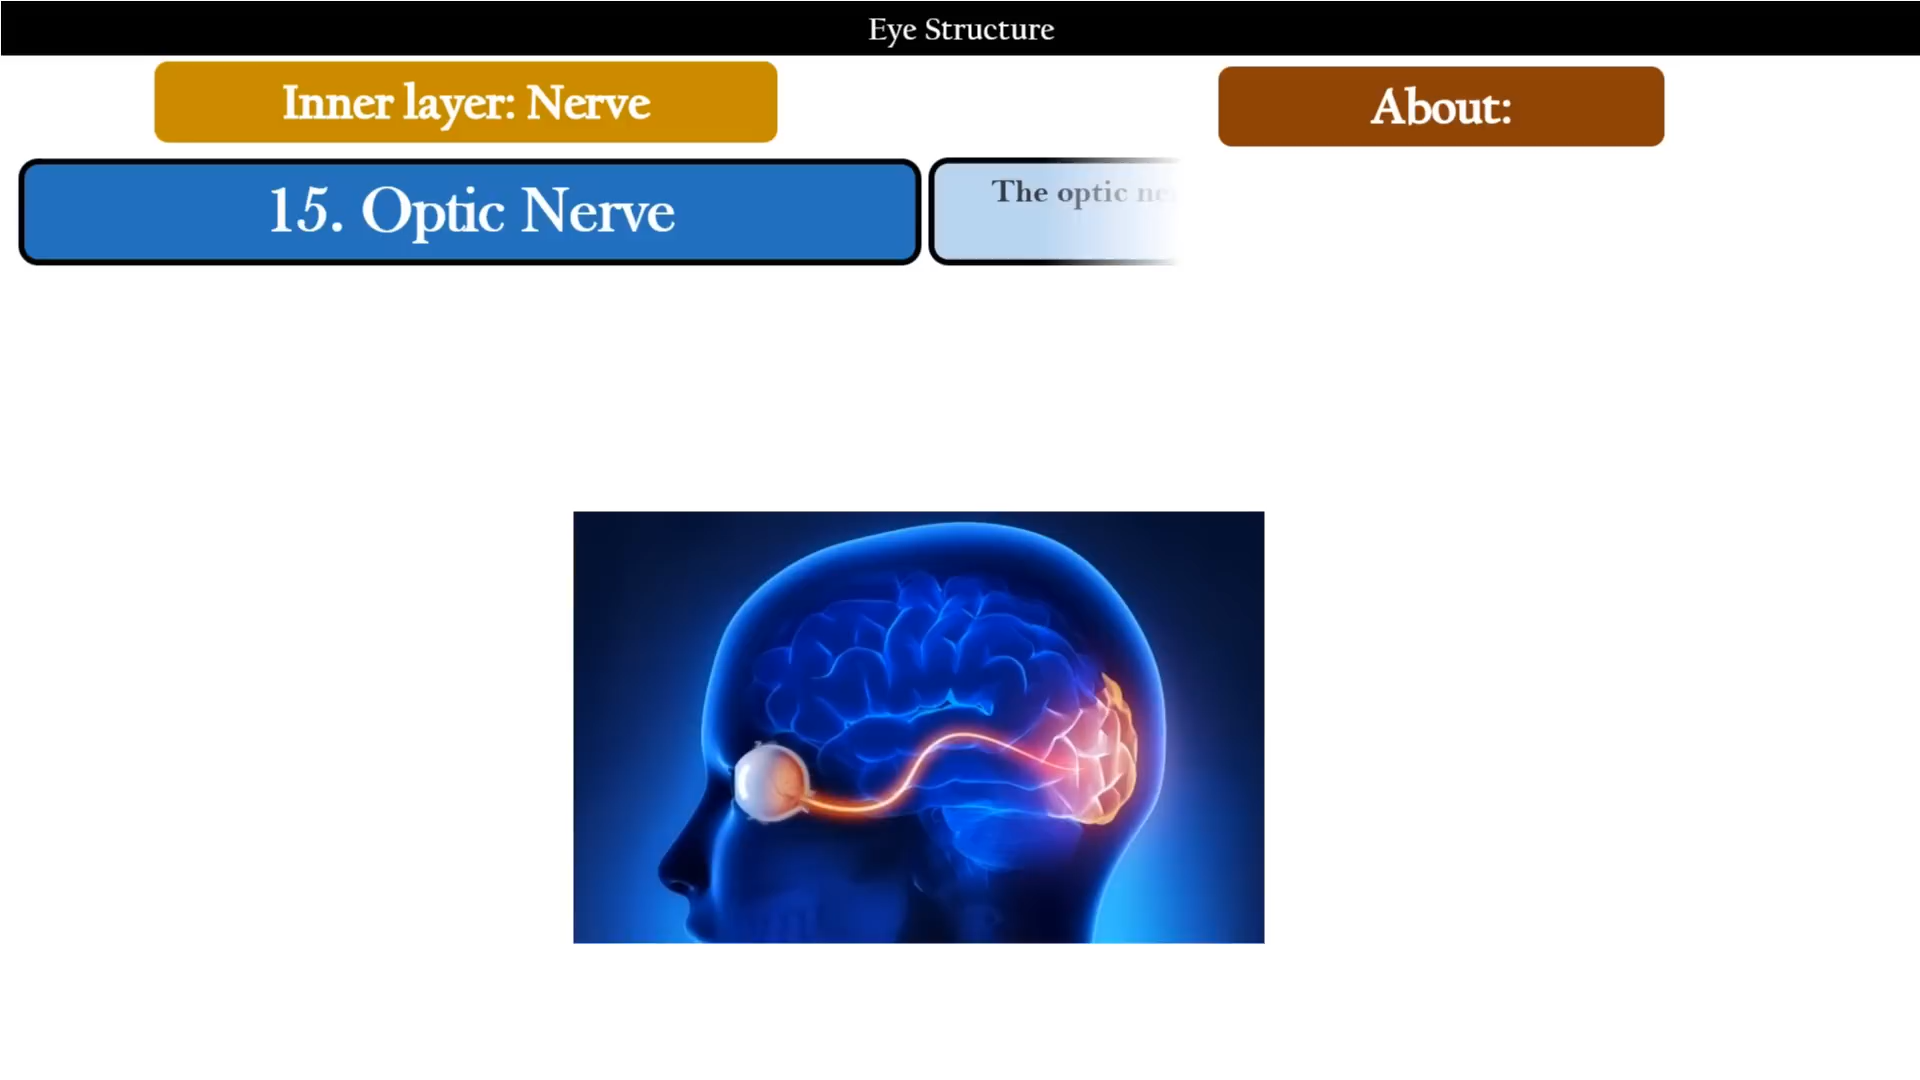 Eye Structure
Inner layer: Nerve
About:
15. Optic Nerve
The optic